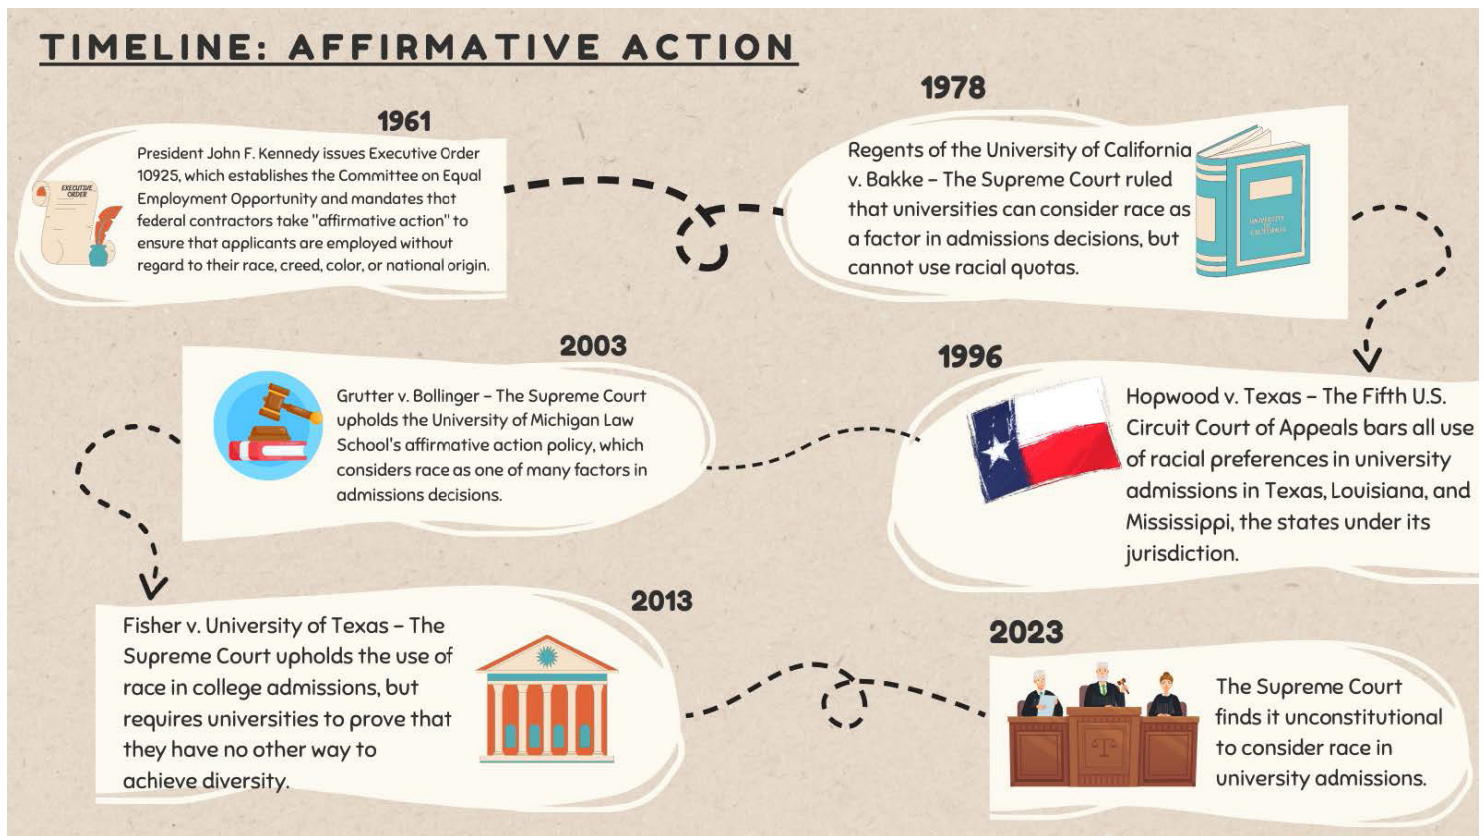 TIMELINE: AFFIRMATIVE ACTION
1961
President John F. Kennedy issues Executive Order
10925, which establishes the Committee on Equal
Employment Opportunity and mandates that
federal contractors take "affirmative action" to
ensure that applicants are employed without
regard to their race, creed, color, or national origin.
EXECUTIVE
ORDER
1978
Regents of the University of California
v. Bakke – The Supreme Court ruled
that universities can consider race as
a factor in admissions decisions, but
cannot use racial quotas.
UNIVERSITY
OF
CALIFORNIA
1996
Hopwood v. Texas – The Fifth U.S.
Circuit Court of Appeals bars all use
of racial preferences in university
admissions in Texas, Louisiana, and
Mississippi, the states under its
jurisdiction.
2003
Grutter v. Bollinger – The Supreme Court
upholds the University of Michigan Law
School's affirmative action policy, which
considers race as one of many factors in
admissions decisions.
2013
Fisher v. University of Texas – The
Supreme Court upholds the use of
race in college admissions, but
requires universities to prove that
they have no other way to
achieve diversity.
2023
The Supreme Court
finds it unconstitutional
to consider race in
university admissions.